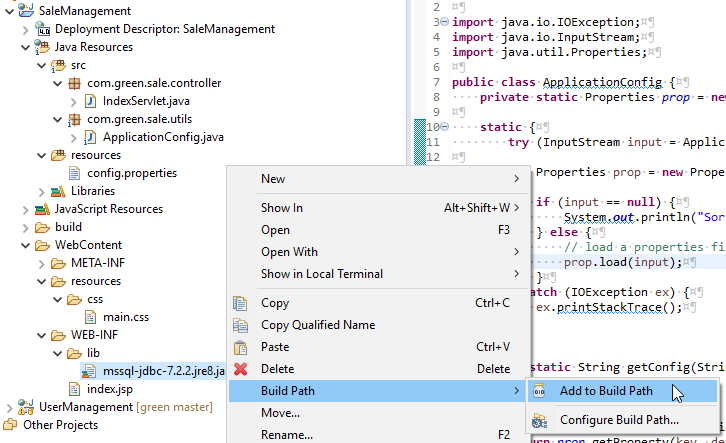 SaleManagement
Deployment Descriptor: SaleManagement
Java Resources
src
com.green.sale.controller
IndexServlet.java
com.green.sale.utils
ApplicationConfig.java
resources
config.properties
Libraries
JavaScript Resources
build
WebContent
META-INF
resources
css
main.css
WEB-INF
lib
mssql-jdbc-7.2.2.jre8.ja
index.jsp
UserManagement [green master]
Other Projects
New
Show In Alt+Shift+W
Open F3
Open With
Show in Local Terminal
Copy Ctrl+C
Copy Qualified Name
Paste Ctrl+V
Delete Delete
Build Path
Move...
Rename... F2
Add to Build Path
Configure Build Path...
2 ¤¶
3 import java.io.IOException;¤¶
4 import java.io.InputStream;¤¶
5 import java.util.Properties;¤¶
6 ¤¶
7 public class ApplicationConfig {¤¶
8 private static Properties prop = new
9 ¤¶
10 static {¤¶
11 try (InputStream input = Applic
12 ¤¶
Properties prop = new Prope
¤¶
if (input == null) {¤¶
System.out.println("Sor
} else {¤¶
// load a properties fi
prop.load(input);¤¶
}¤¶
atch (IOException ex) {¤¶
ex.printStackTrace();¤¶
static String getConfig(Stri